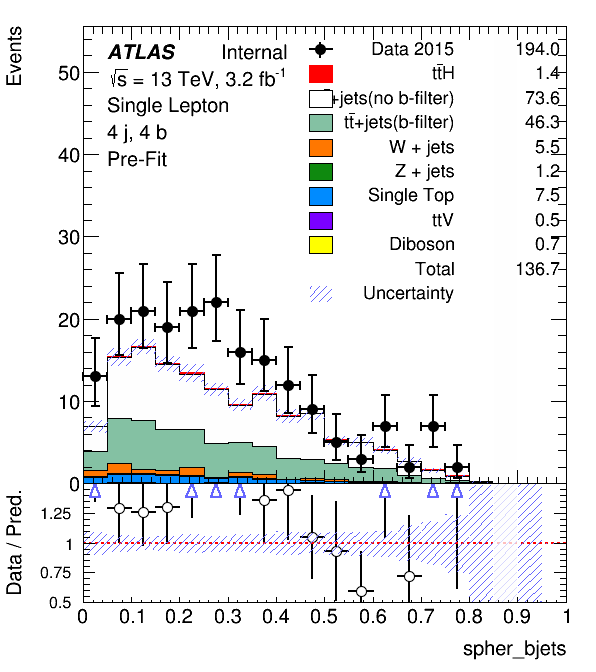 Events
50
40
30
20
10
0
ATLAS Internal
√s = 13 TeV, 3.2 fb⁻¹
Single Lepton
4 j, 4 b
Pre-Fit
Data 2015 194.0
tt̄H 1.4
+jets(no b-filter) 73.6
tt̄+jets(b-filter) 46.3
W + jets 5.5
Z + jets 1.2
Single Top 7.5
ttV 0.5
Diboson 0.7
Total 136.7
Uncertainty
Data / Pred.
1.25
1
0.75
0.5
0 0.1 0.2 0.3 0.4 0.5 0.6 0.7 0.8 0.9 1
spher_bjets